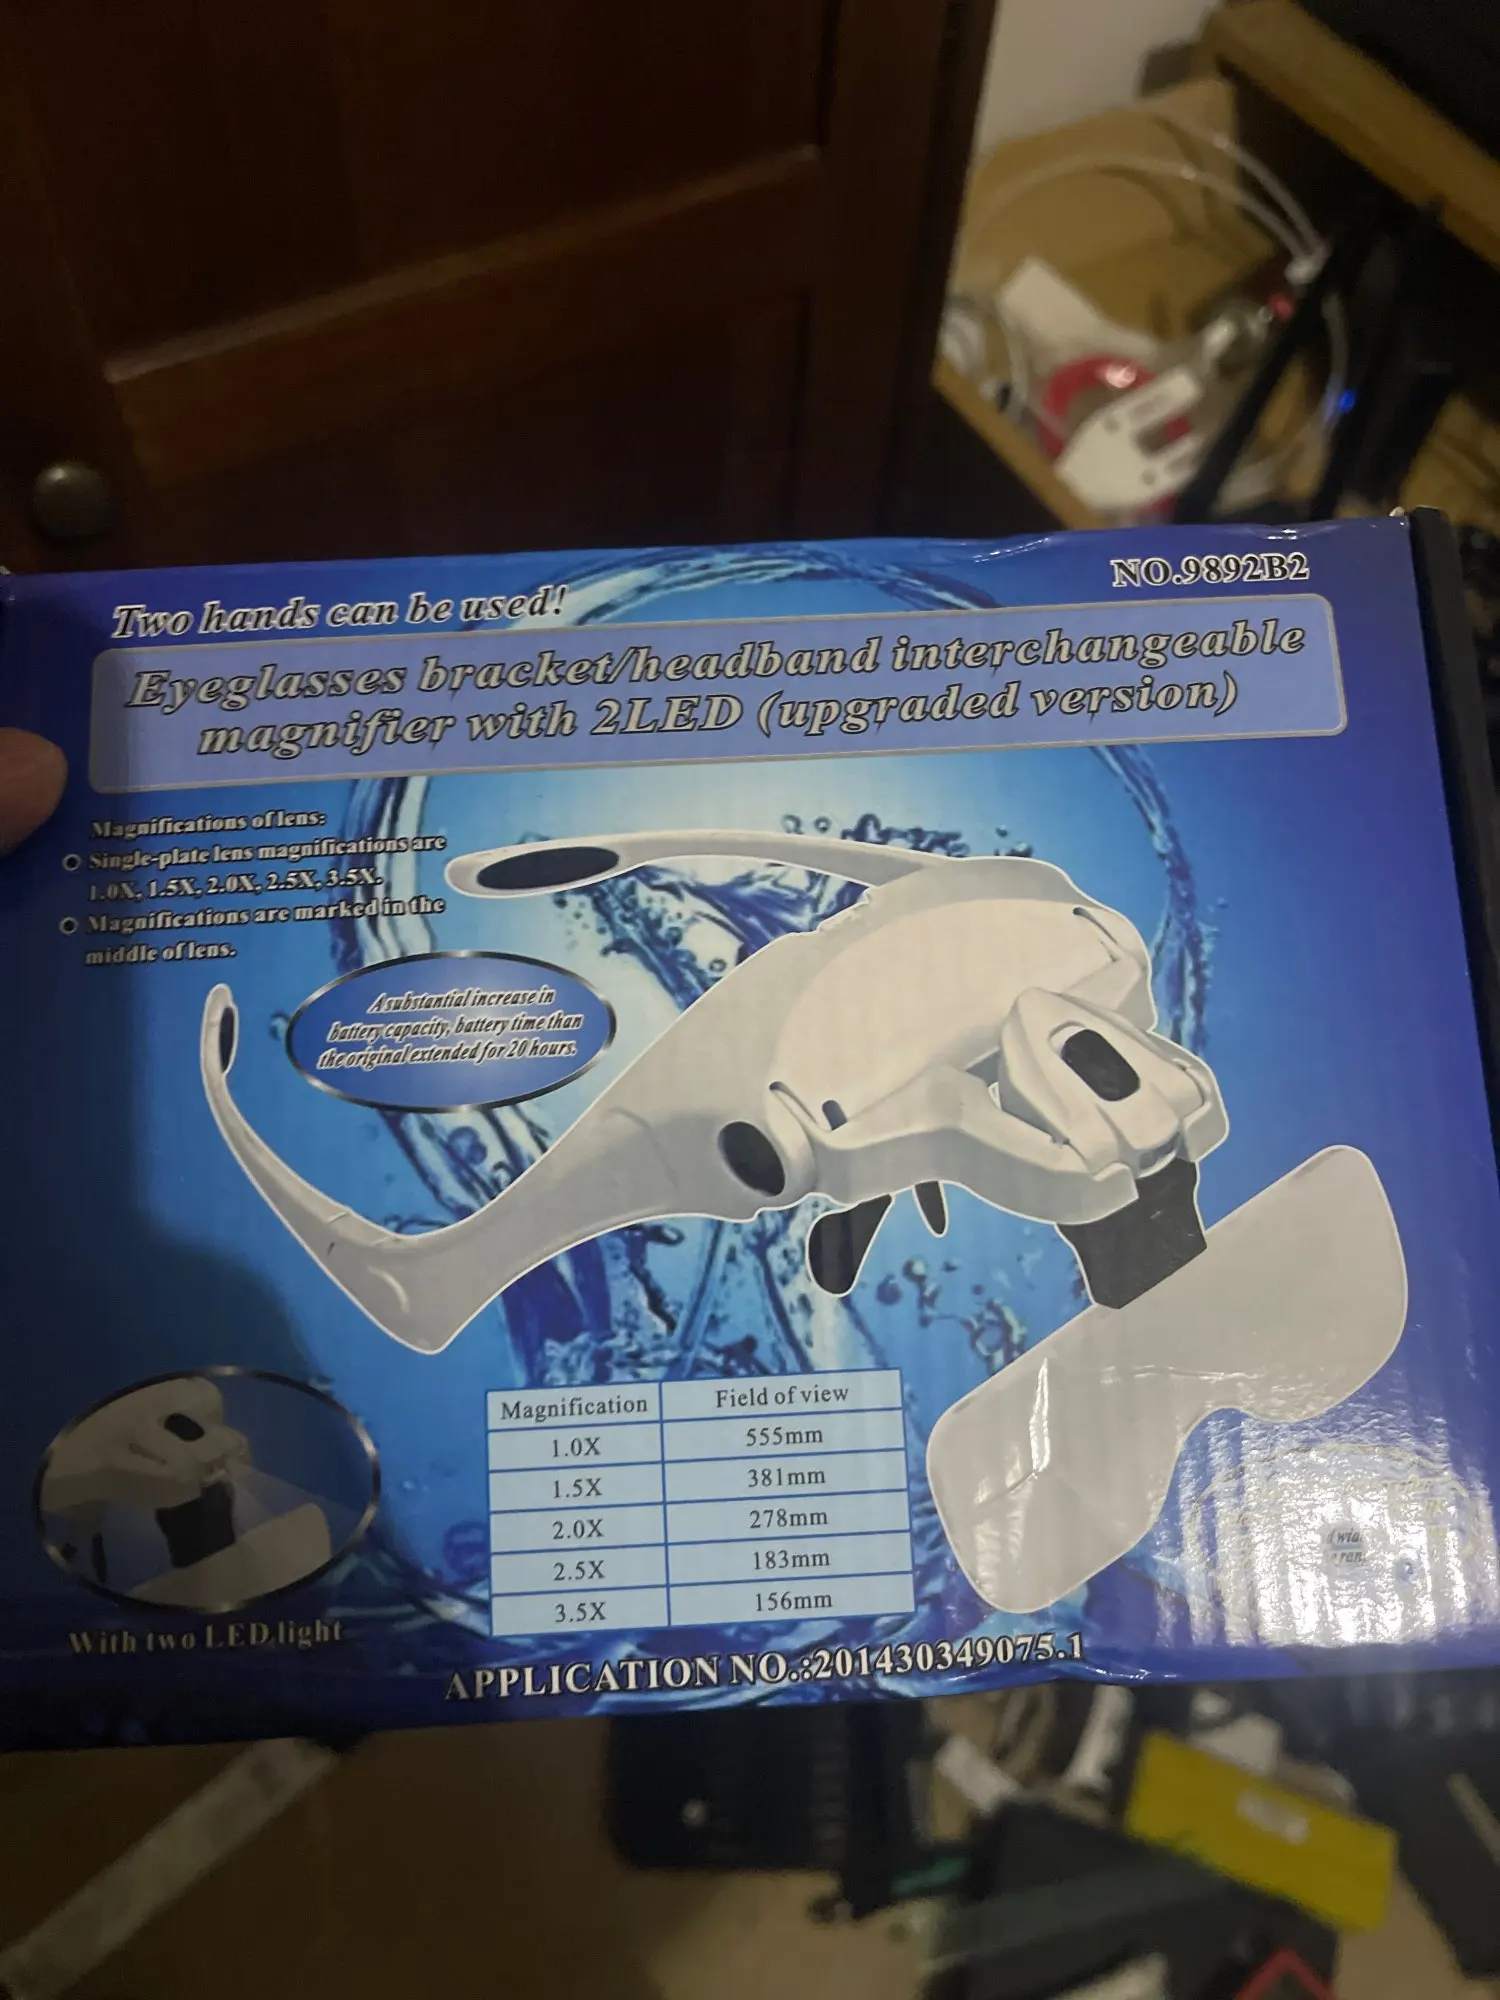 NO.9892B2
Two hands can be used!
Eyeglasses bracket/headband interchangeable
magnifier with 2LED (upgraded version)
Magnifications of lens:
Single-plate lens magnifications are
1.0X, 1.5X, 2.0X, 2.5X, 3.5X.
Magnifications are marked in the
middle of lens.
A substantial increase in
battery capacity, battery time than
the original extended for 20 hours.
Magnification Field of view
1.0X 555mm
1.5X 381mm
2.0X 278mm
2.5X 183mm
3.5X 156mm
With two LED light
APPLICATION NO.:201430349075.1